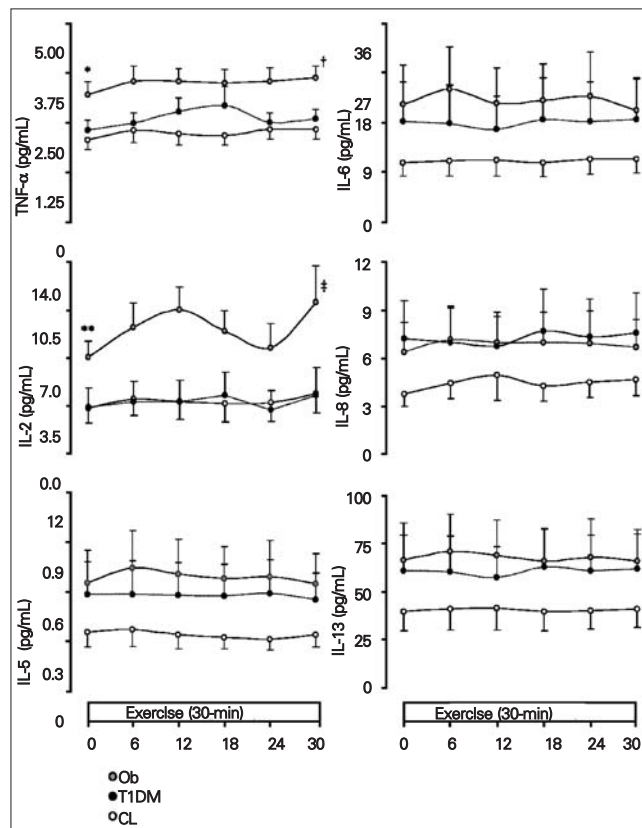 5.00
3.75
2.50
1.25
0
TNF-α (pg/mL)
*
†
36
27
18
9
0
IL-6 (pg/mL)
14.0
10.5
7.0
3.5
0.0
IL-2 (pg/mL)
**
‡
12
9
6
3
0
IL-8 (pg/mL)
12
0.9
0.6
0.3
0
IL-5 (pg/mL)
100
75
50
25
0
IL-13 (pg/mL)
Exercise (30-min)
0 6 12 18 24 30
Exercise (30-min)
0 6 12 18 24 30
Ob
T1DM
CL